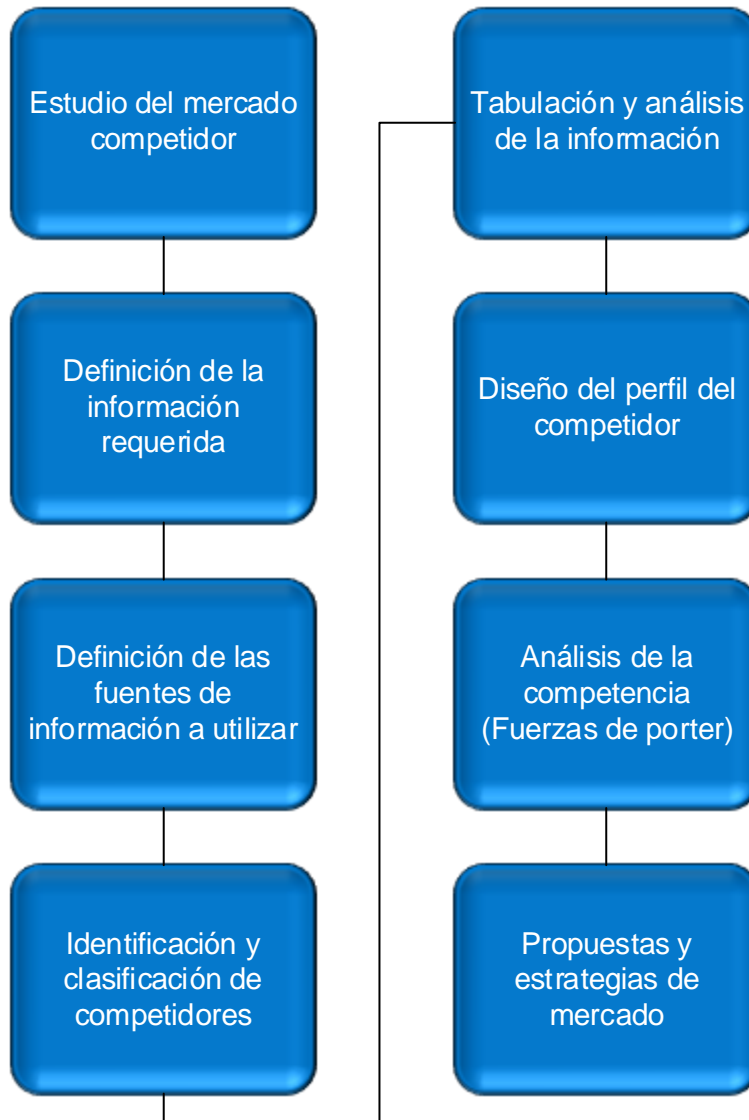 Estudio del mercado
competidor
Definición de la
información
requerida
Definición de las
fuentes de
información a utilizar
Identificación y
clasificación de
competidores
Tabulación y análisis
de la información
Diseño del perfil del
competidor
Análisis de la
competencia
(Fuerzas de porter)
Propuestas y
estrategias de
mercado